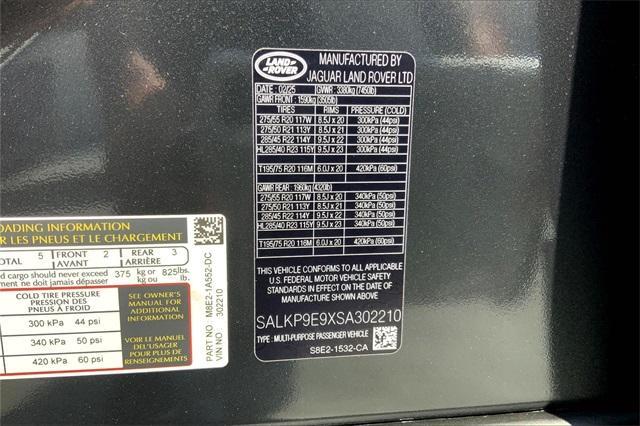 LAND
ROVER
MANUFACTURED BY
JAGUAR LAND ROVER LTD
DATE : 02/25 GVWR : 3380kg (7450lb)
GAWR FRONT : 1590kg (3505lb)
TIRES RIMS PRESSURE (COLD)
275/55 R20 117W 8.5J x 20 300kPa (44psi)
275/50 R21 113Y 8.5J x 21 300kPa (44psi)
285/45 R22 114Y 9.5J x 22 300kPa (44psi)
HL285/40 R23 115Y 9.5J x 23 300kPa (44psi)
T195/75 R20 116M 6.0J x 20 420kPa (60psi)
GAWR REAR : 1960kg (4320lb)
275/55 R20 117W 8.5J x 20 340kPa (50psi)
275/50 R21 113Y 8.5J x 21 340kPa (50psi)
285/45 R22 114Y 9.5J x 22 340kPa (50psi)
HL285/40 R23 115Y 9.5J x 23 340kPa (50psi)
T195/75 R20 116M 6.0J x 20 420kPa (60psi)
THIS VEHICLE CONFORMS TO ALL APPLICABLE
U.S. FEDERAL MOTOR VEHICLE SAFETY
STANDARDS IN EFFECT ON THE DATE OF
MANUFACTURE SHOWN ABOVE
SALKP9E9XSA302210
TYPE : MULTI-PURPOSE PASSENGER VEHICLE
S8E2-1532-CA
OADING INFORMATION
R LES PNEUS ET LE CHARGEMENT
OTAL 5 FRONT 2 REAR 3
AVANT ARRIÈRE
d cargo should never exceed 375 kg or 825 lbs.
ment ne doit jamais dépasser kg ou lb.
COLD TIRE PRESSURE
PRESSION DES
PNEUS À FROID
300 kPa 44 psi
340 kPa 50 psi
420 kPa 60 psi
SEE OWNER'S
MANUAL FOR
ADDITIONAL
INFORMATION
VOIR LE MANUEL
DE L'USAGER
POUR PLUS DE
RENSEIGNEMENTS
PART NO. M8E2-1A552-DC
VIN NO. 302210